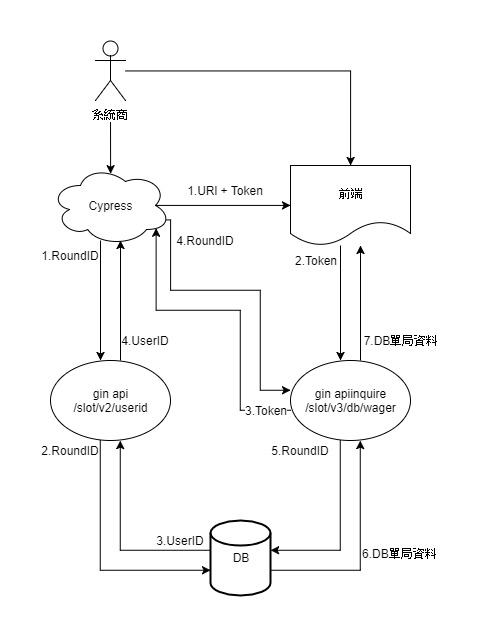 系統商
Cypress
1.URI + Token
前端
4.RoundID
1.RoundID
2.Token
4.UserID
7.DB單局資料
gin api
/slot/v2/userid
gin apiinquire
/slot/v3/db/wager
3.Token
2.RoundID
5.RoundID
3.UserID
DB
6.DB單局資料